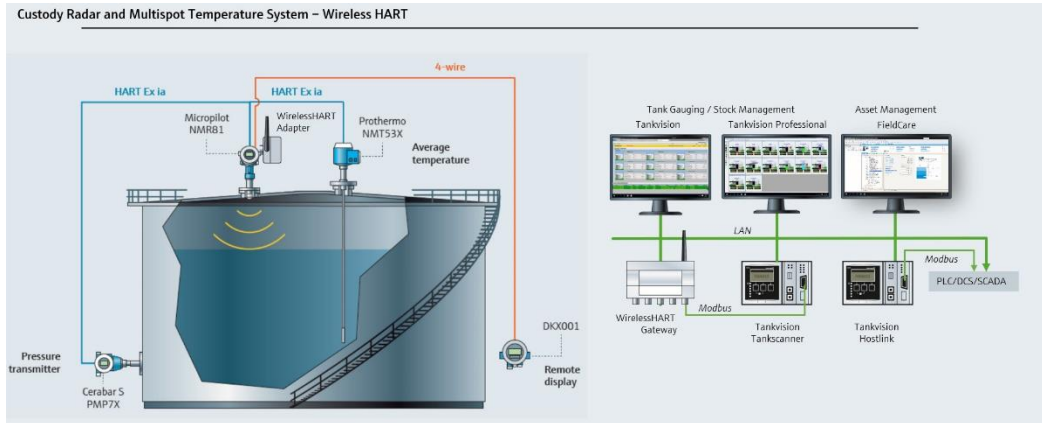 Custody Radar and Multispot Temperature System – Wireless HART
4-wire
HART Ex ia
HART Ex ia
Micropilot
NMR81
WirelessHART
Adapter
Prothermo
NMT53X
Average
temperature
Pressure
transmitter
Cerabar S
PMP7X
DKX001
Remote
display
Tank Gauging / Stock Management
Tankvision
Tankvision Professional
Asset Management
FieldCare
LAN
Modbus
PLC/DCS/SCADA
Modbus
WirelessHART
Gateway
Tankvision
Tankscanner
Tankvision
Hostlink